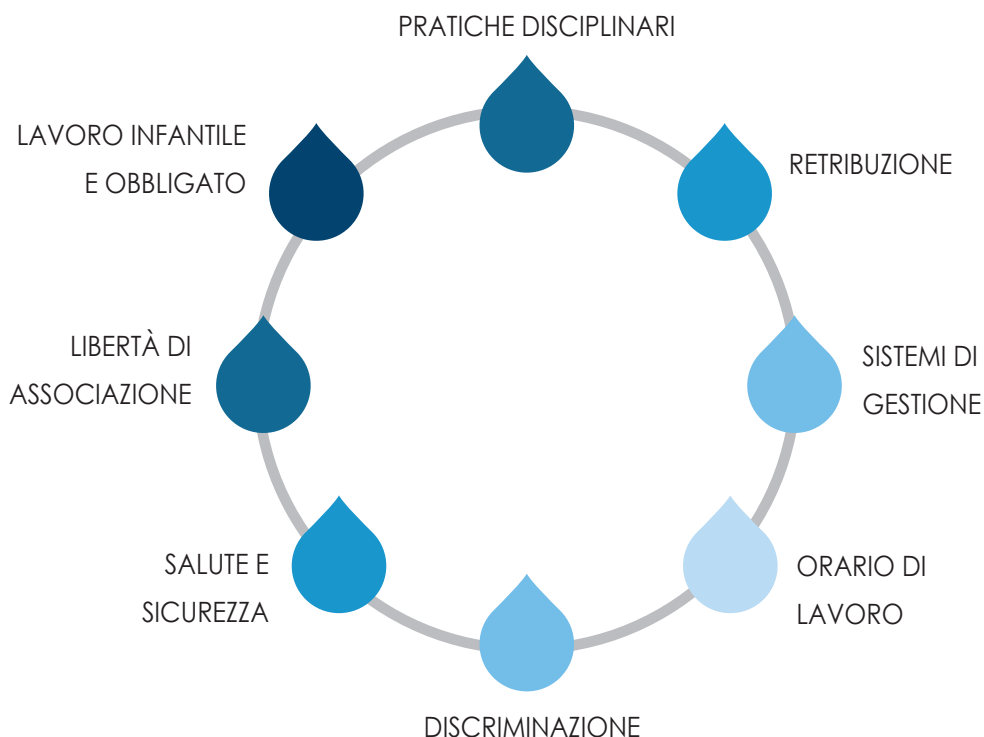 PRATICHE DISCIPLINARI
LAVORO INFANTILE
E OBBLIGATO
RETRIBUZIONE
LIBERTÀ DI
ASSOCIAZIONE
SISTEMI DI
GESTIONE
SALUTE E
SICUREZZA
ORARIO DI
LAVORO
DISCRIMINAZIONE